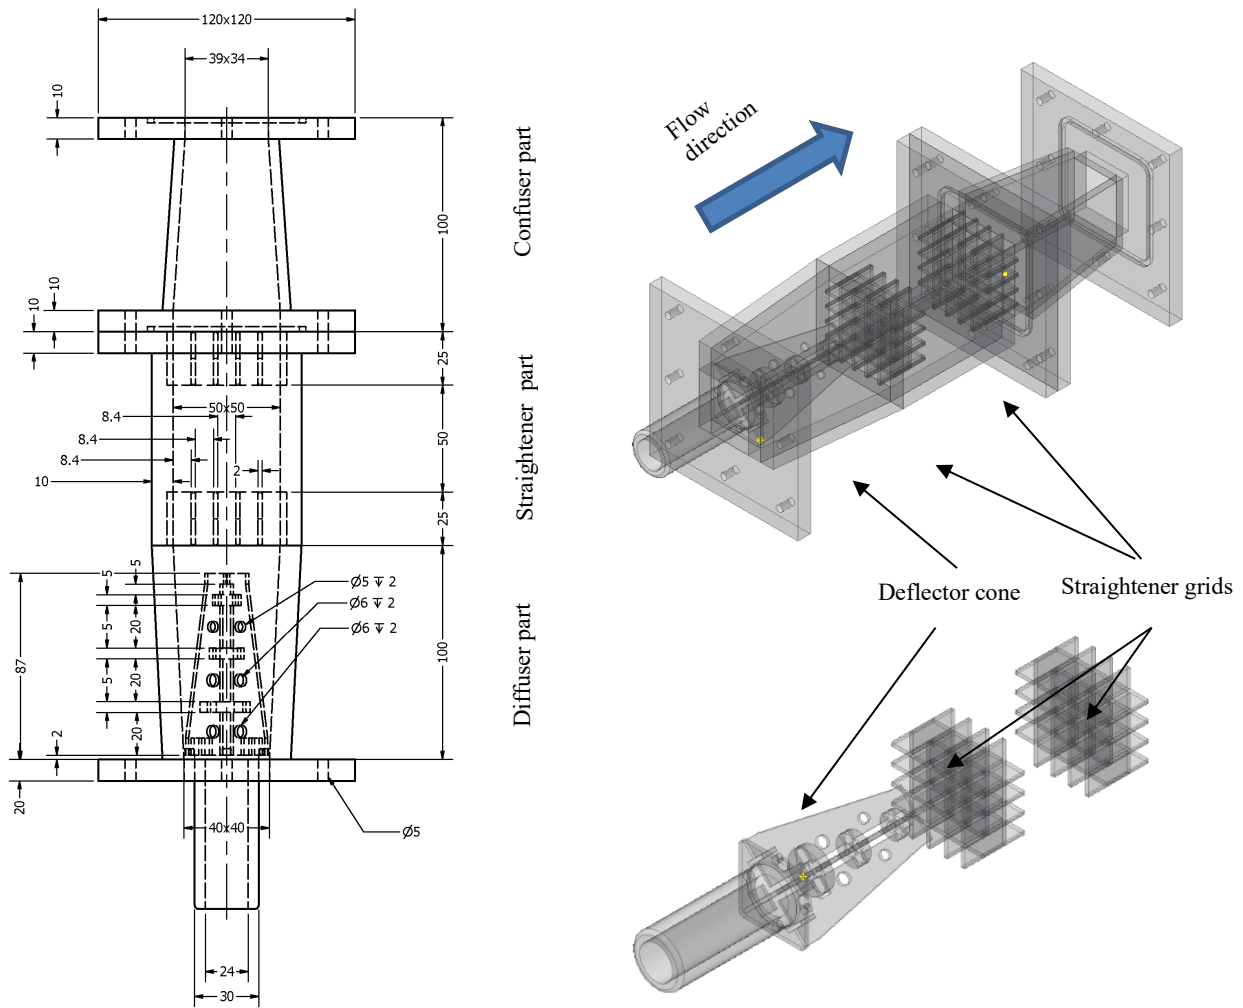 120x120
39x34
10
100
Confuser part
10
10
25
50x50
8.4
8.4
8.4
2
10
50
25
Straightener part
5
5
Ø5 ↧ 2
Ø6 ↧ 2
Ø6 ↧ 2
5
20
5
20
20
87
2
100
Diffuser part
20
40x40
Ø5
24
30
Flow
direction
Deflector cone
Straightener grids